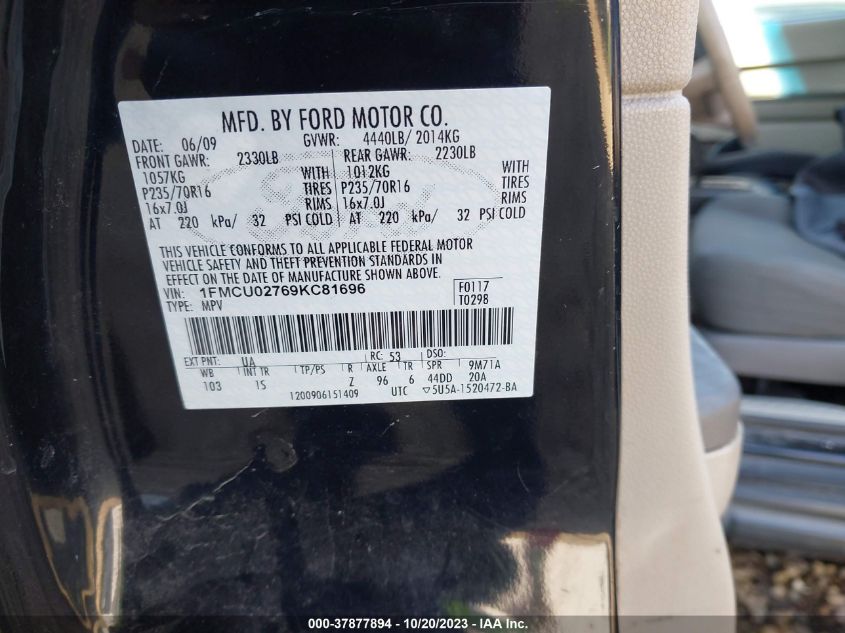 MFD. BY FORD MOTOR CO.
DATE: 06/09 GVWR: 4440LB/ 2014KG
FRONT GAWR: 2330LB REAR GAWR: 2230LB
1057KG WITH 1012KG WITH
P235/70R16 TIRES P235/70R16 TIRES
16x7.0J RIMS 16x7.0J RIMS
AT 220 kPa/ 32 PSI COLD AT 220 kPa/ 32 PSI COLD
THIS VEHICLE CONFORMS TO ALL APPLICABLE FEDERAL MOTOR
VEHICLE SAFETY AND THEFT PREVENTION STANDARDS IN
EFFECT ON THE DATE OF MANUFACTURE SHOWN ABOVE.
VIN: 1FMCU02769KC81696 F0117
TYPE: MPV T0298
EXT PNT: UA RC: 53 DSO:
WB INT TR TP/PS R AXLE TR SPR 9M71A
103 IS Z 96 6 44DD 20A
1200906151409 UTC ▽5U5A-1520472-BA
000-37877894 | 10/20/2023 | IAA Inc.